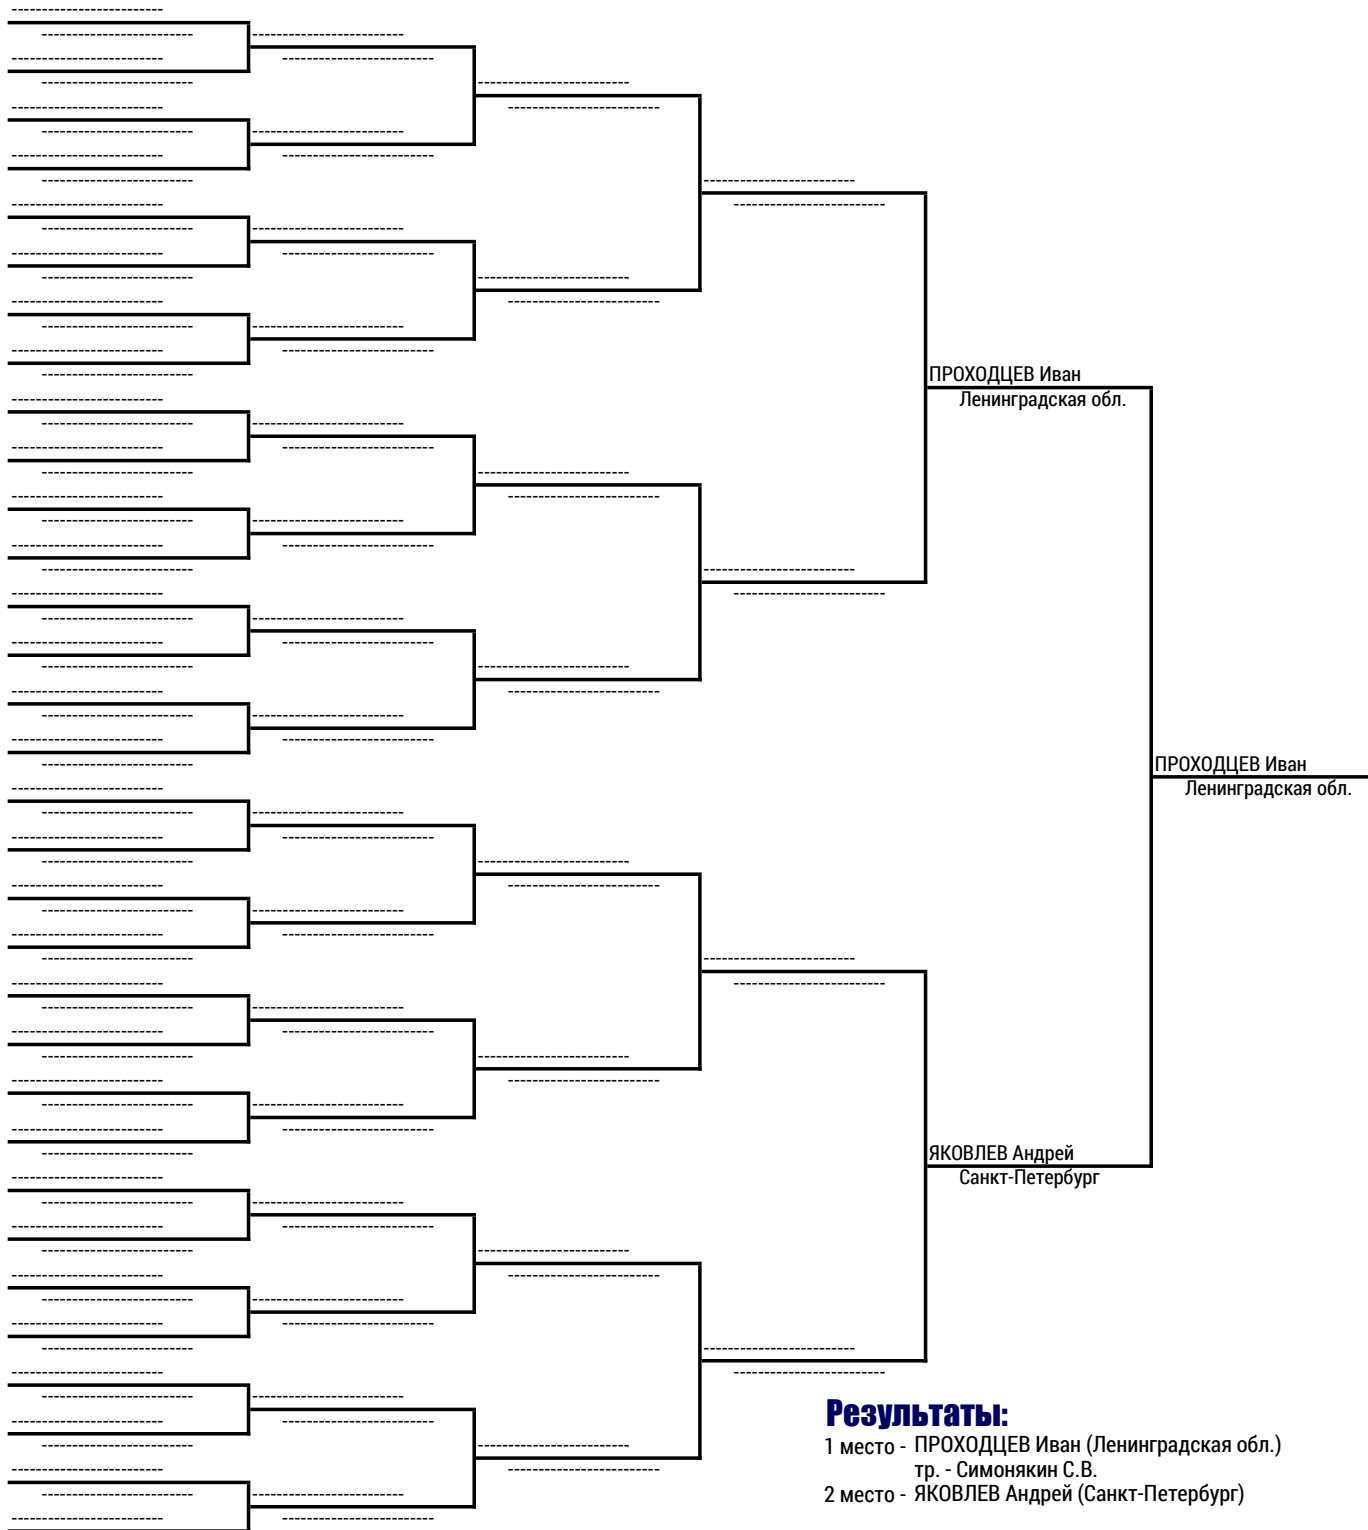 ПРОХОДЦЕВ Иван
Ленинградская обл.
ПРОХОДЦЕВ Иван
Ленинградская обл.
ЯКОВЛЕВ Андрей
Санкт-Петербург
Результаты:
1 место - ПРОХОДЦЕВ Иван (Ленинградская обл.)
тр. - Симонякин С.В.
2 место - ЯКОВЛЕВ Андрей (Санкт-Петербург)